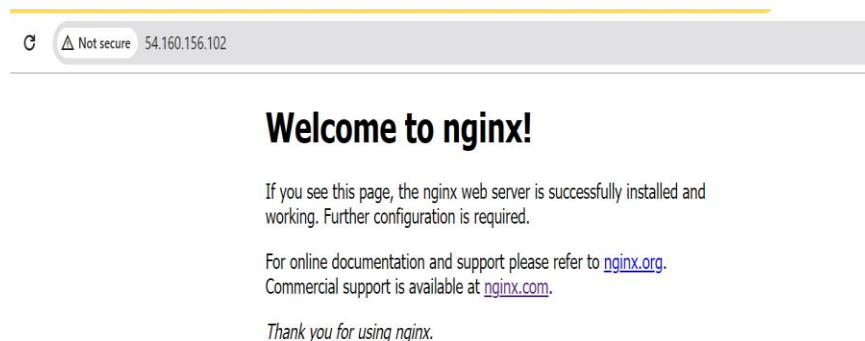 Not secure 54.160.156.102
Welcome to nginx!
If you see this page, the nginx web server is successfully installed and
working. Further configuration is required.
For online documentation and support please refer to nginx.org.
Commercial support is available at nginx.com.
Thank you for using nginx.